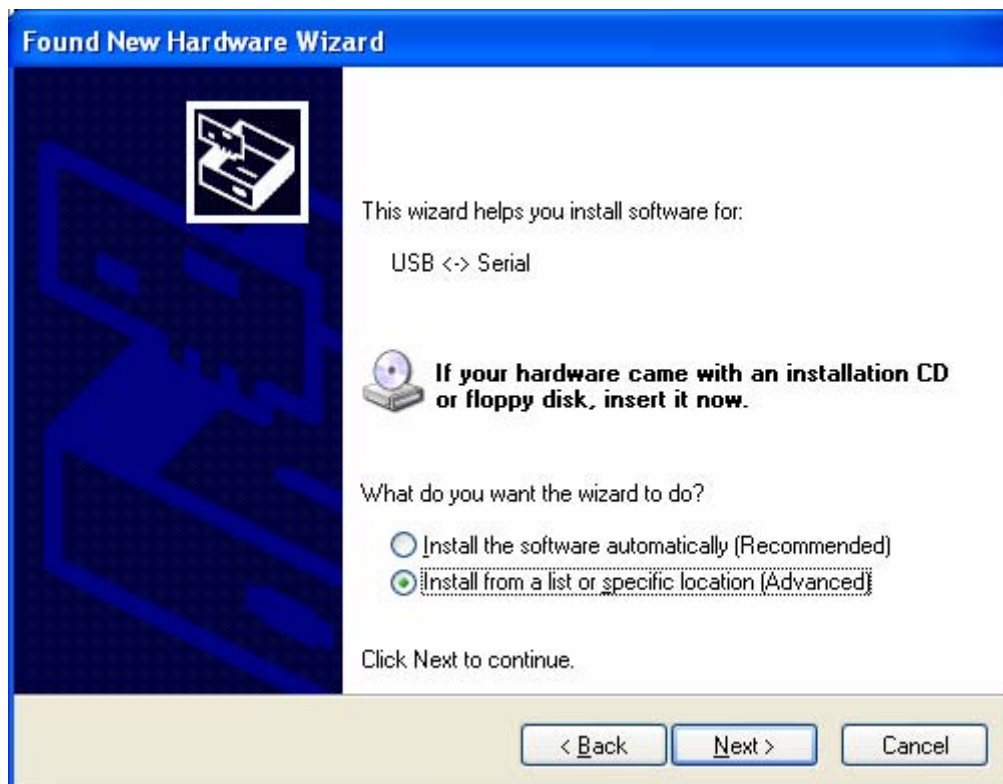 Found New Hardware Wizard
This wizard helps you install software for:
USB <-> Serial
If your hardware came with an installation CD
or floppy disk, insert it now.
What do you want the wizard to do?
Install the software automatically (Recommended)
Install from a list or specific location (Advanced)
Click Next to continue.
< Back
Next >
Cancel